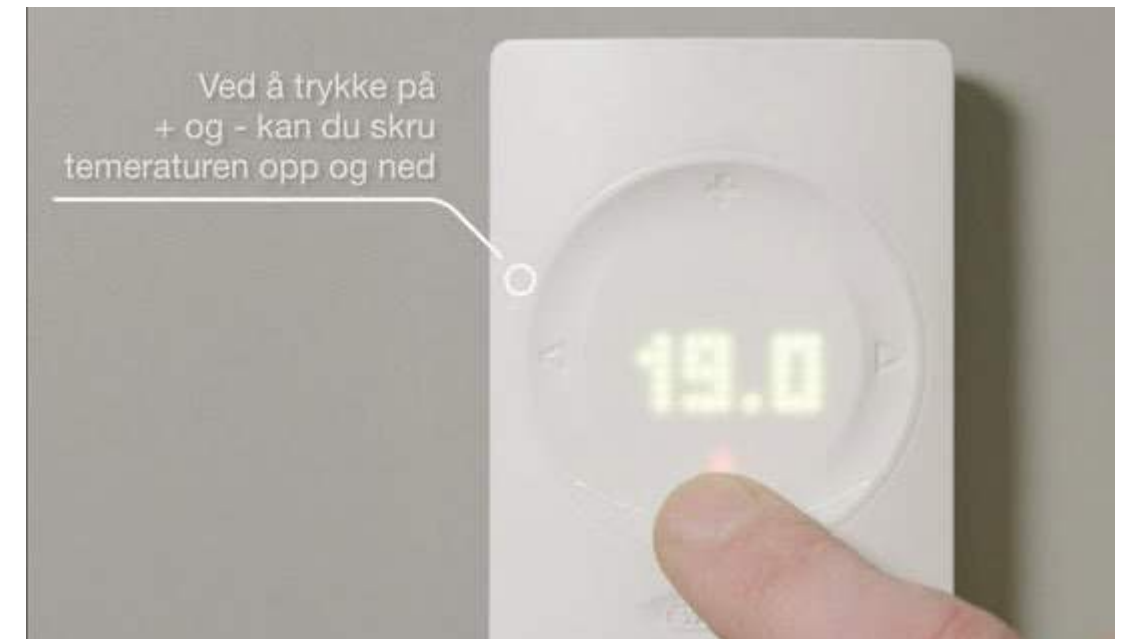 Ved å trykke på
+ og - kan du skru
temeraturen opp og ned
+
19.0